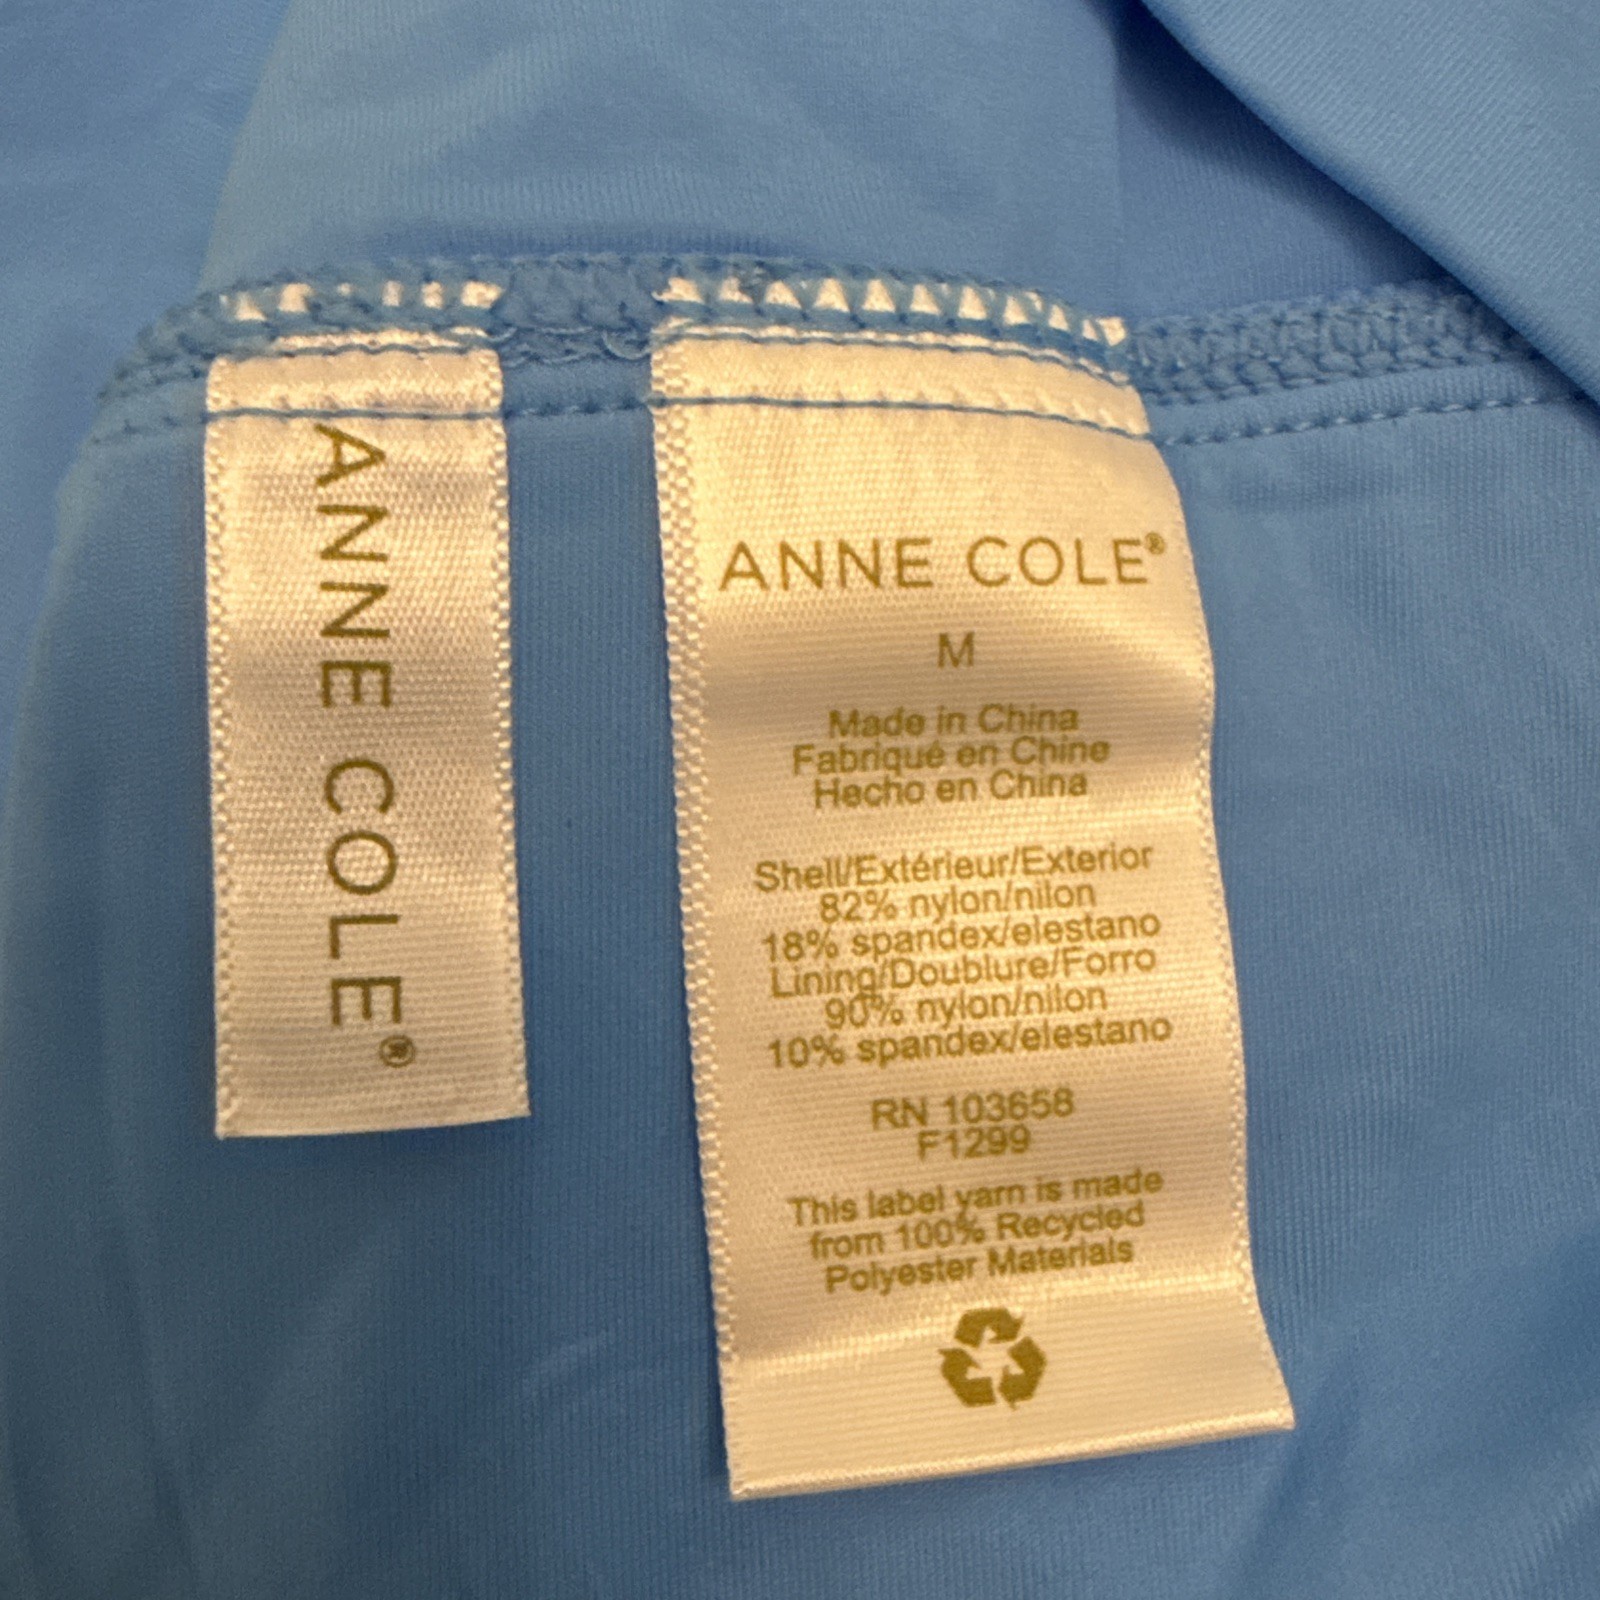 ANNE COLE®
ANNE COLE®
M
Made in China
Fabriqué en Chine
Hecho en China
Shell/Extérieur/Exterior
82% nylon/nilon
18% spandex/elestano
Lining/Doublure/Forro
90% nylon/nilon
10% spandex/elestano
RN 103658
F1299
This label yarn is made
from 100% Recycled
Polyester Materials